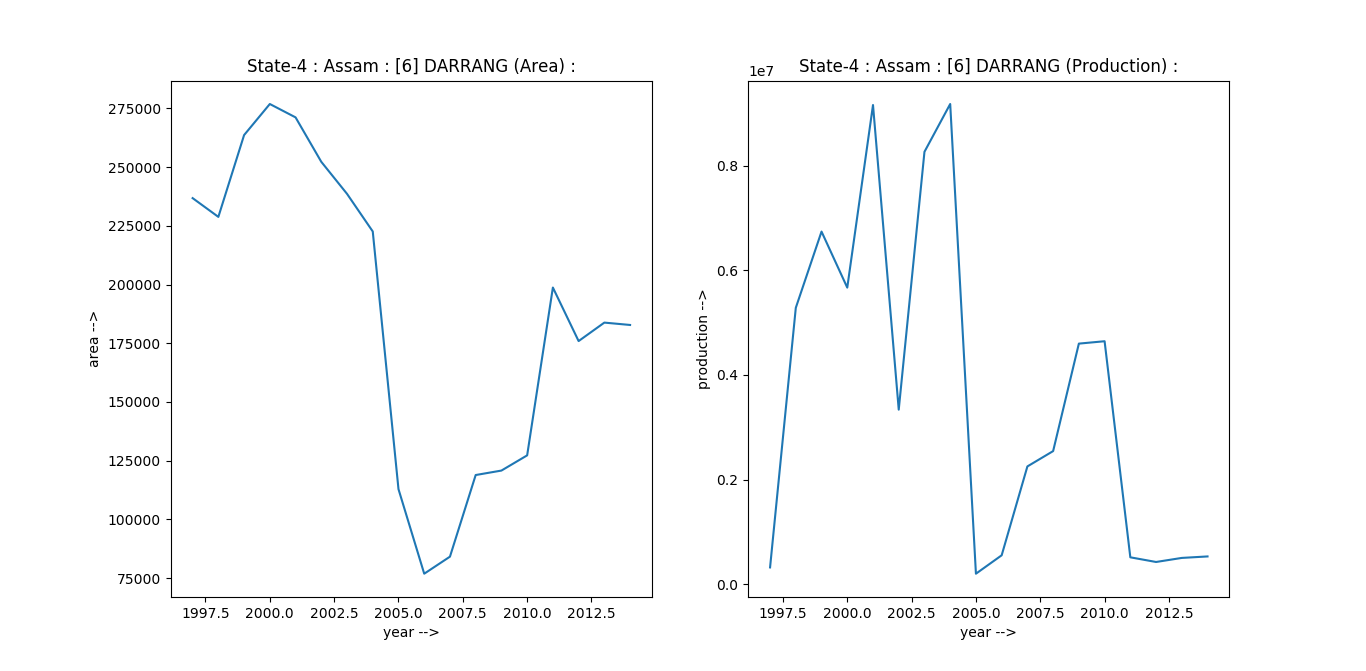 State-4 : Assam : [6] DARRANG (Area) :
275000
250000
225000
200000
175000
150000
125000
100000
75000
area -->
1997.5 2000.0 2002.5 2005.0 2007.5 2010.0 2012.5
year -->
State-4 : Assam : [6] DARRANG (Production) :
1e7
0.8
0.6
0.4
0.2
0.0
production -->
1997.5 2000.0 2002.5 2005.0 2007.5 2010.0 2012.5
year -->